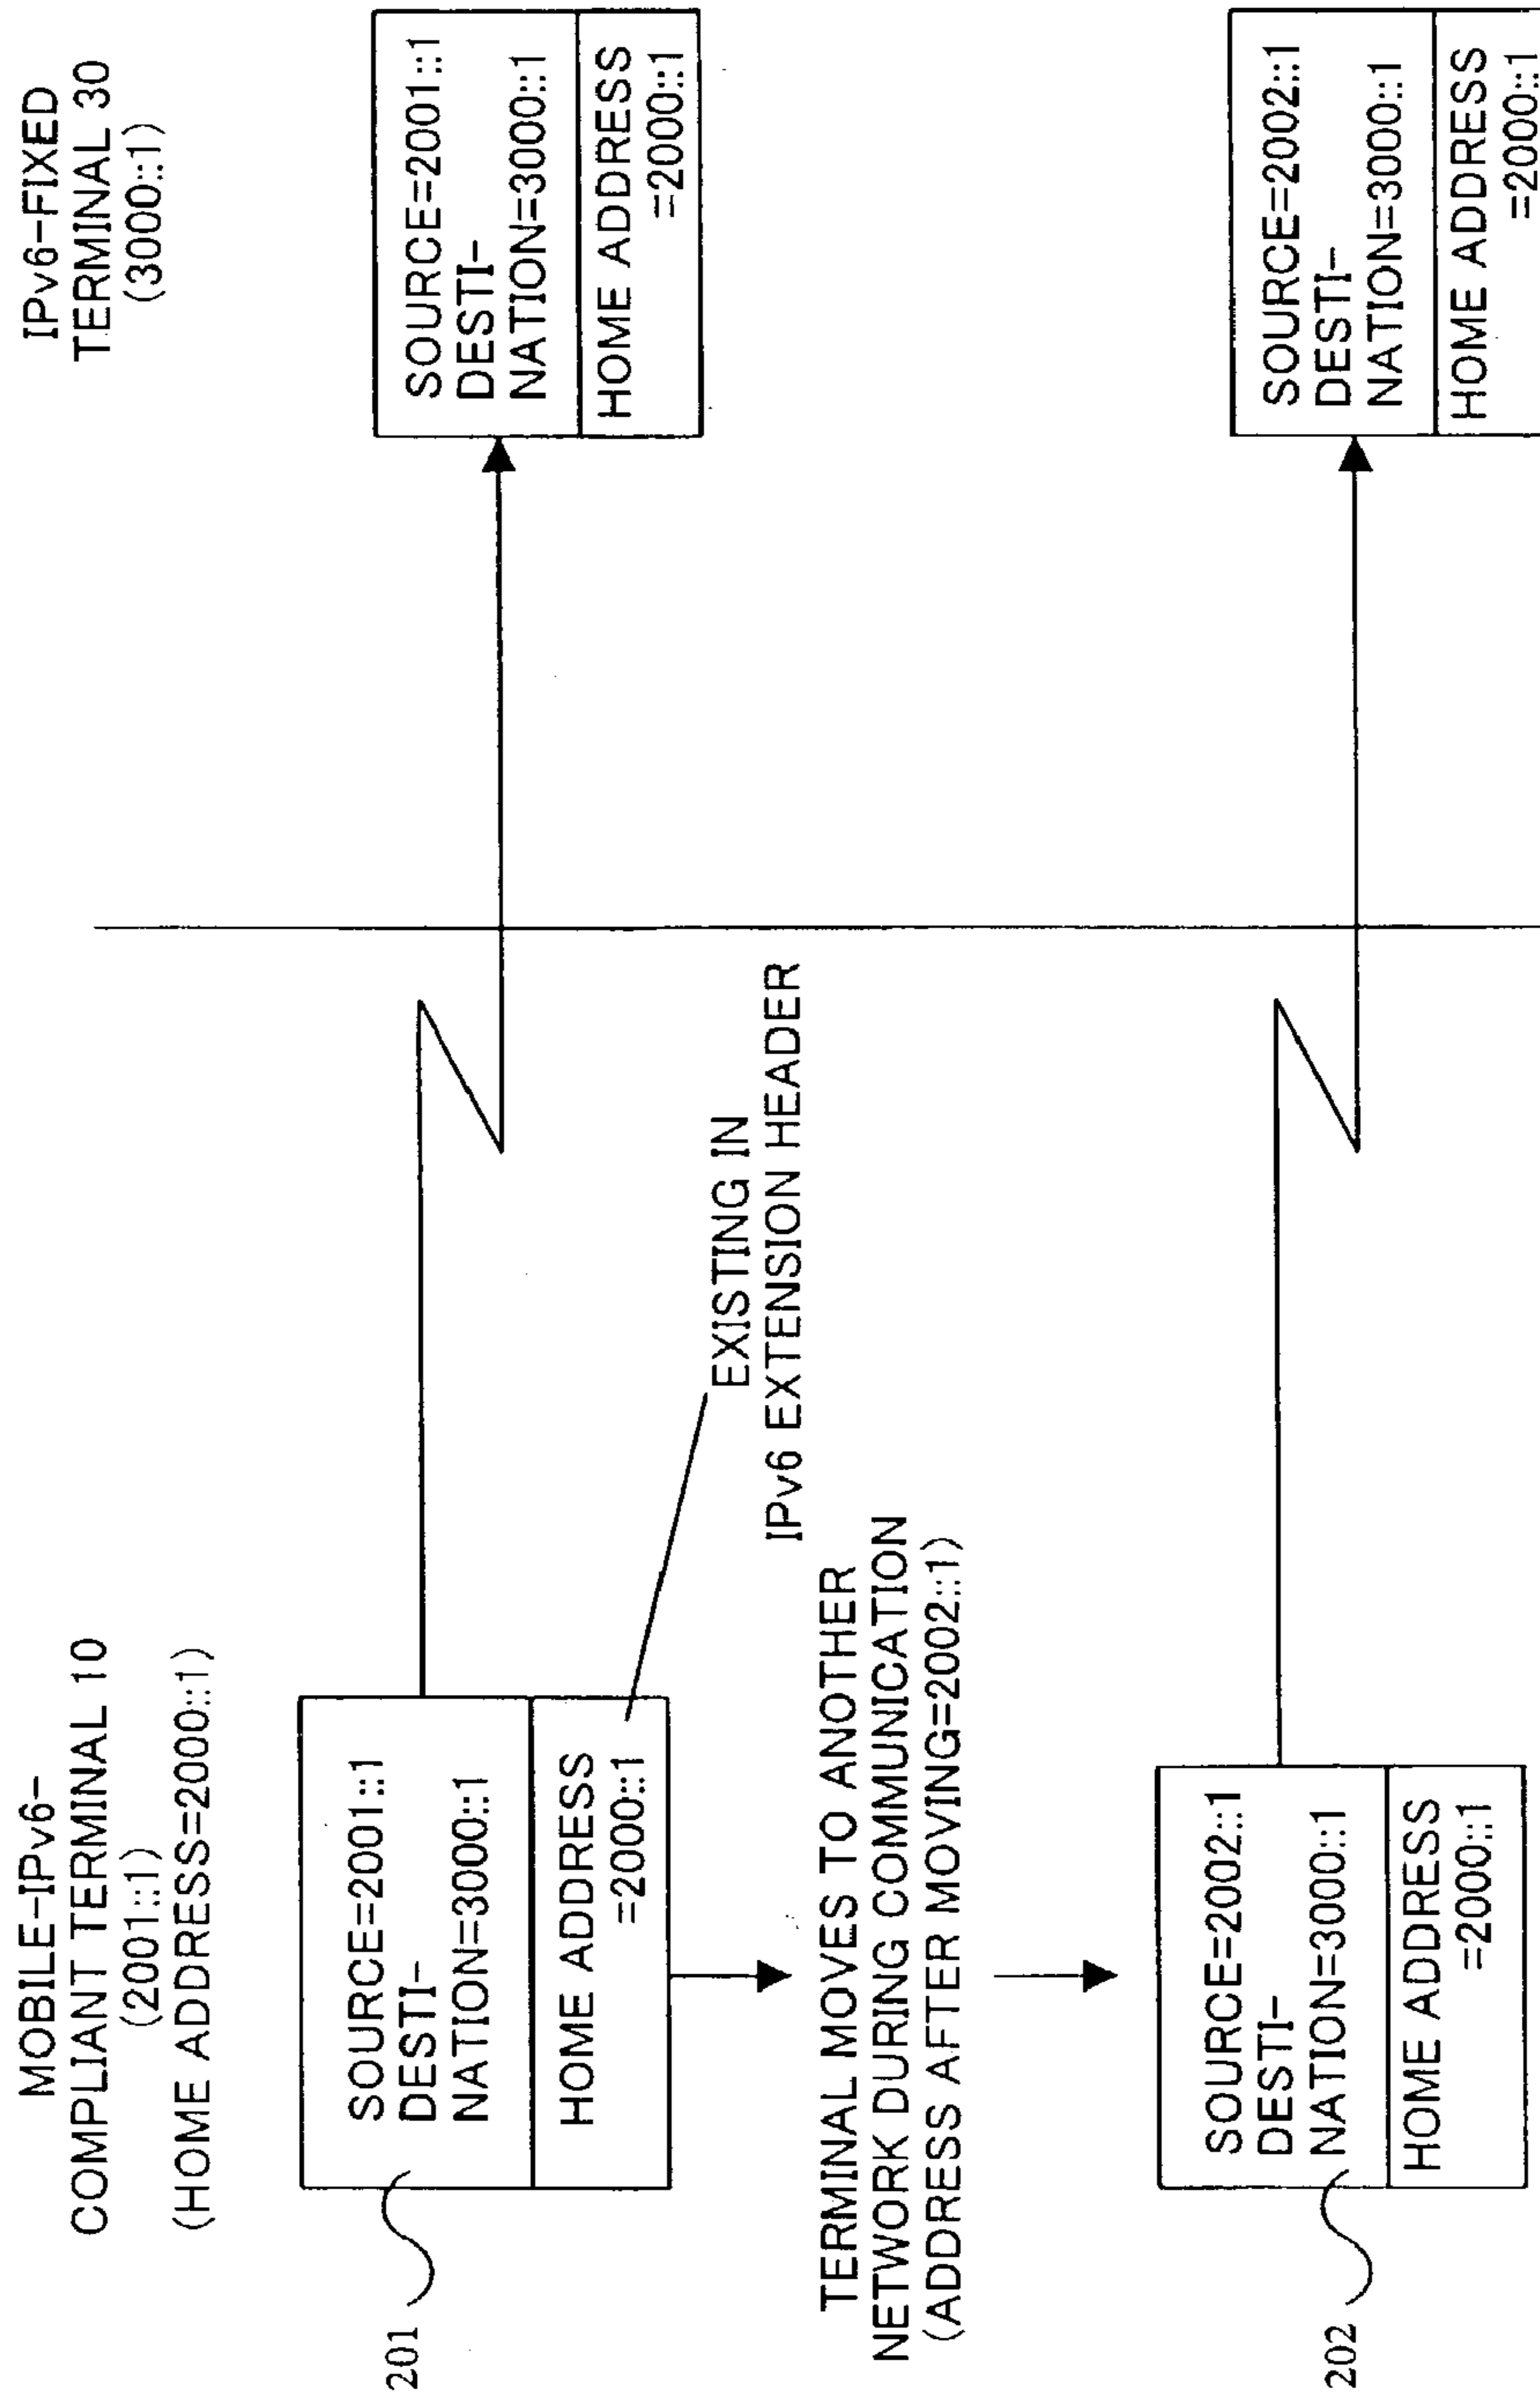 MOBILE-IPv6-
COMPLIANT TERMINAL 10
(2001::1)
(HOME ADDRESS=2000::1)
IPv6-FIXED
TERMINAL 30
(3000::1)
201
SOURCE=2001::1
DESTI-
NATION=3000::1
HOME ADDRESS
=2000::1
SOURCE=2001::1
DESTI-
NATION=3000::1
HOME ADDRESS
=2000::1
EXISTING IN
IPv6 EXTENSION HEADER
TERMINAL MOVES TO ANOTHER
NETWORK DURING COMMUNICATION
(ADDRESS AFTER MOVING=2002::1)
202
SOURCE=2002::1
DESTI-
NATION=3000::1
HOME ADDRESS
=2000::1
SOURCE=2002::1
DESTI-
NATION=3000::1
HOME ADDRESS
=2000::1